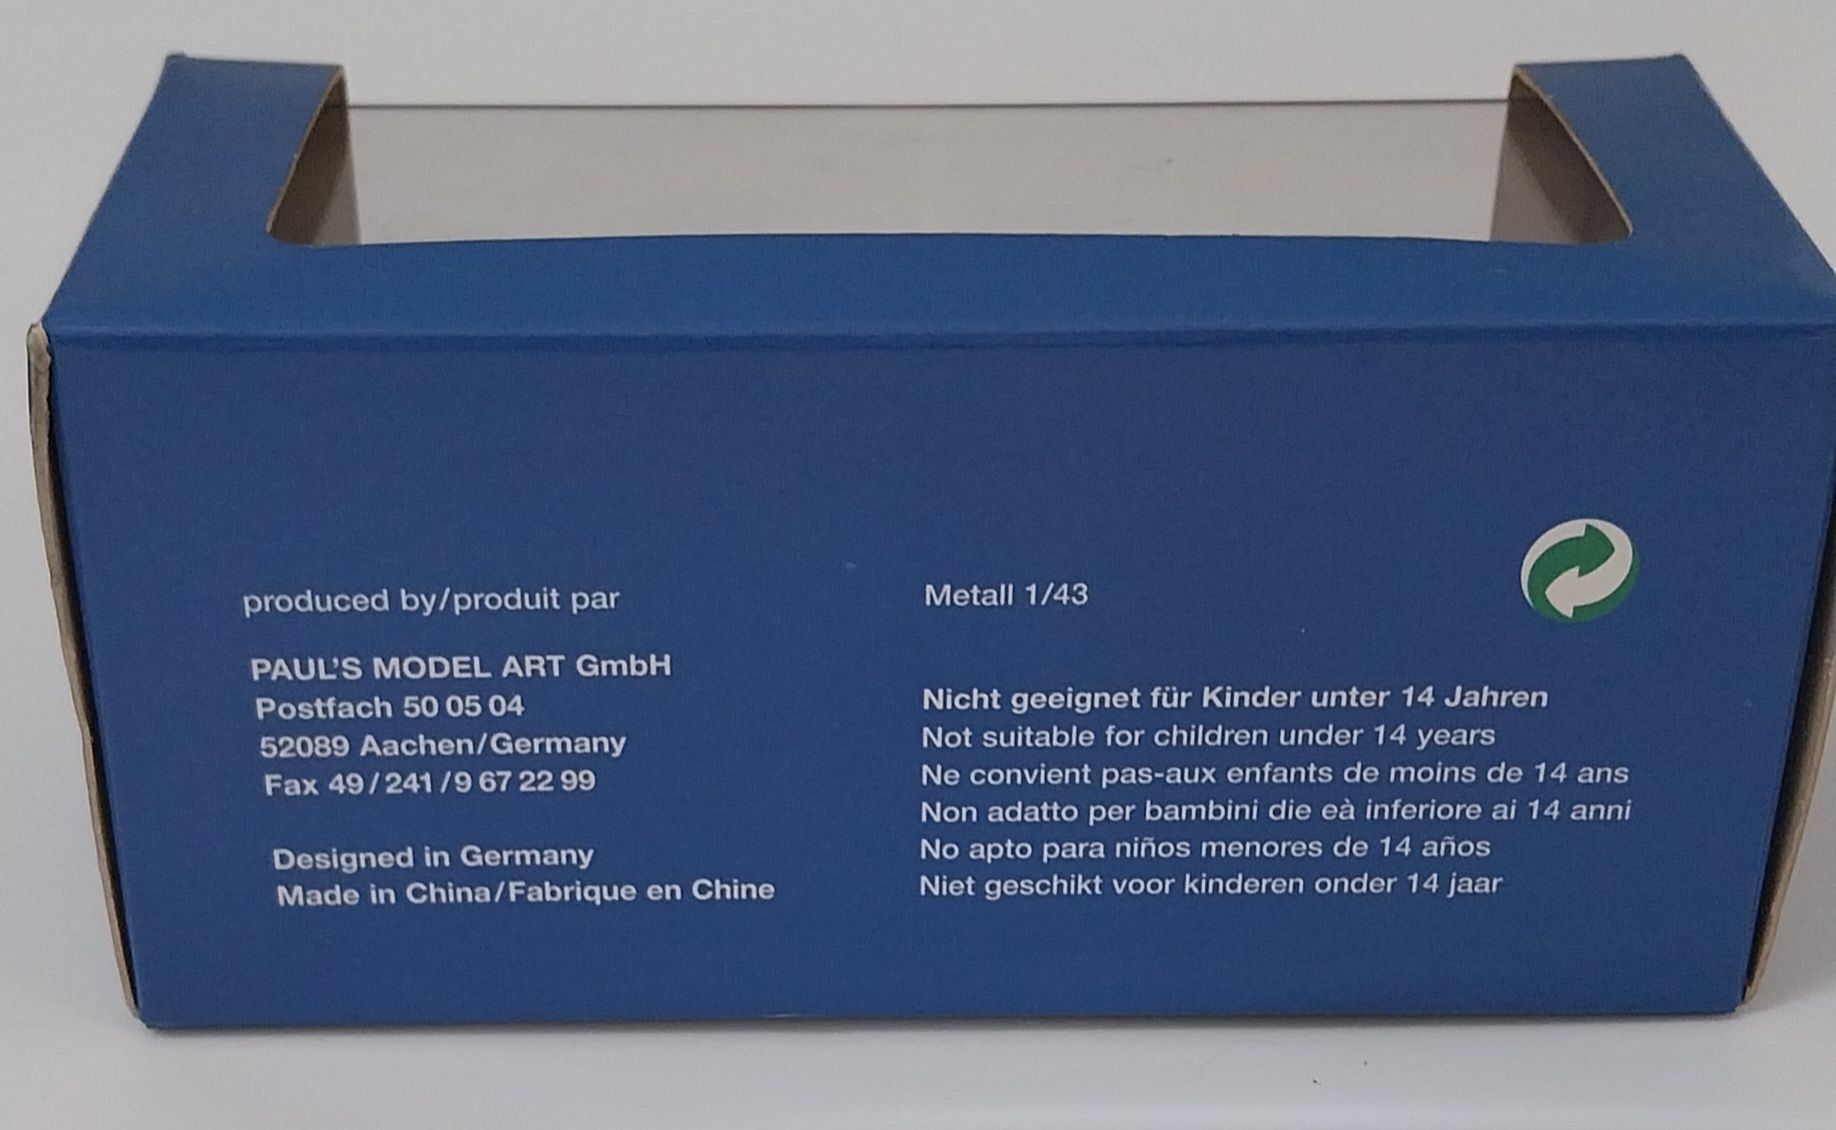 produced by/produit par
PAUL'S MODEL ART GmbH
Postfach 50 05 04
52089 Aachen/Germany
Fax 49/241/9 67 22 99
Designed in Germany
Made in China/Fabrique en Chine
Metall 1/43
Nicht geeignet für Kinder unter 14 Jahren
Not suitable for children under 14 years
Ne convient pas-aux enfants de moins de 14 ans
Non adatto per bambini die eà inferiore ai 14 anni
No apto para niños menores de 14 años
Niet geschikt voor kinderen onder 14 jaar